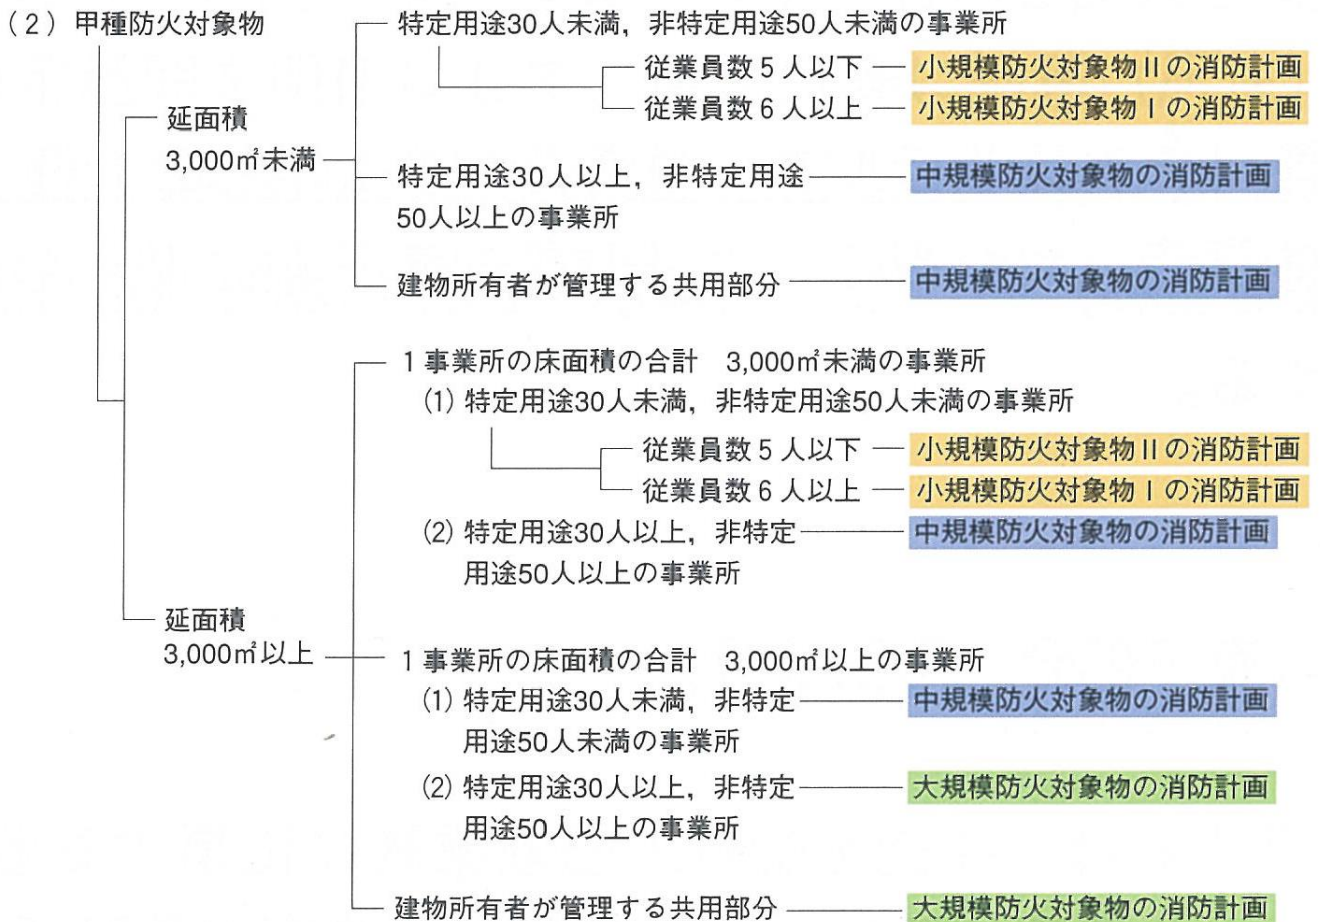 (2) 甲種防火対象物
特定用途30人未満，非特定用途50人未満の事業所
従業員数5人以下
小規模防火対象物Ⅱの消防計画
従業員数6人以上
小規模防火対象物Ⅰの消防計画
延面積
3,000㎡未満
特定用途30人以上，非特定用途
50人以上の事業所
中規模防火対象物の消防計画
建物所有者が管理する共用部分
中規模防火対象物の消防計画
1事業所の床面積の合計　3,000㎡未満の事業所
(1) 特定用途30人未満，非特定用途50人未満の事業所
従業員数5人以下
小規模防火対象物Ⅱの消防計画
従業員数6人以上
小規模防火対象物Ⅰの消防計画
(2) 特定用途30人以上，非特定
用途50人以上の事業所
中規模防火対象物の消防計画
延面積
3,000㎡以上
1事業所の床面積の合計　3,000㎡以上の事業所
(1) 特定用途30人未満，非特定
用途50人未満の事業所
中規模防火対象物の消防計画
(2) 特定用途30人以上，非特定
用途50人以上の事業所
大規模防火対象物の消防計画
建物所有者が管理する共用部分
大規模防火対象物の消防計画